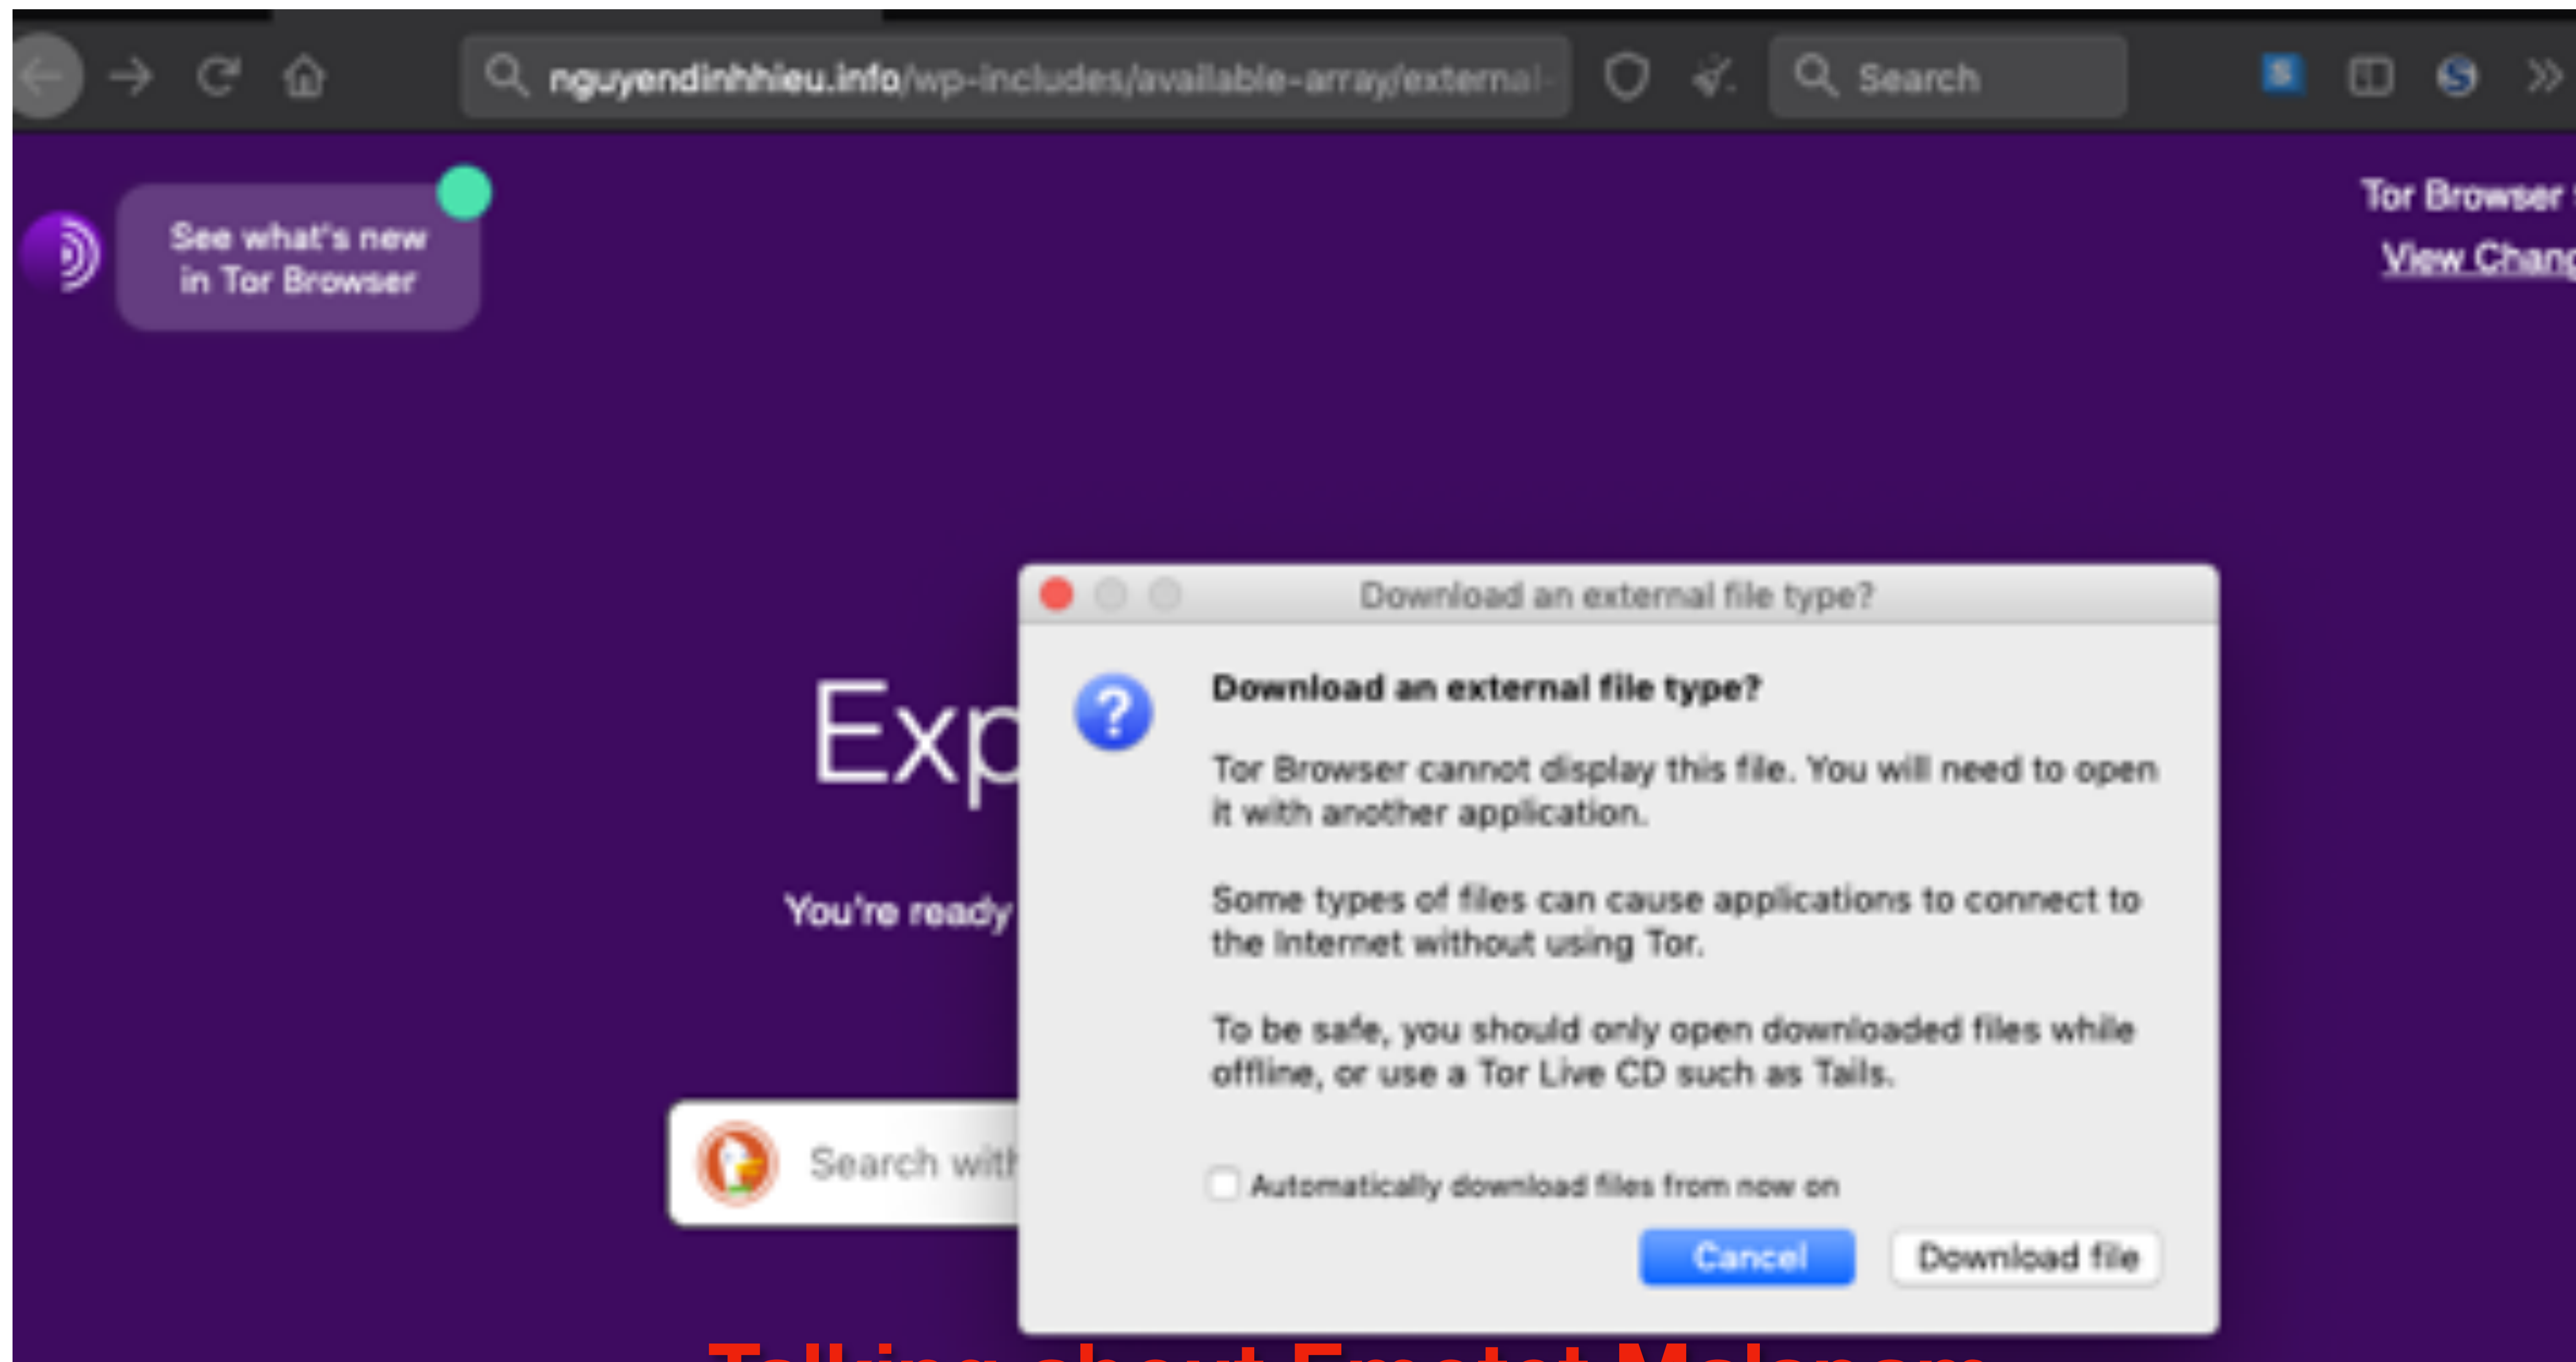 nguyendinhhieu.info/wp-includes/available-array/external-
Search
See what's new
in Tor Browser
Tor Browser
View Chang
Exp
You're ready
Search with
Download an external file type?
Download an external file type?
Tor Browser cannot display this file. You will need to open
it with another application.
Some types of files can cause applications to connect to
the Internet without using Tor.
To be safe, you should only open downloaded files while
offline, or use a Tor Live CD such as Tails.
Automatically download files from now on
Cancel
Download file
Talking about Emotet Malspam